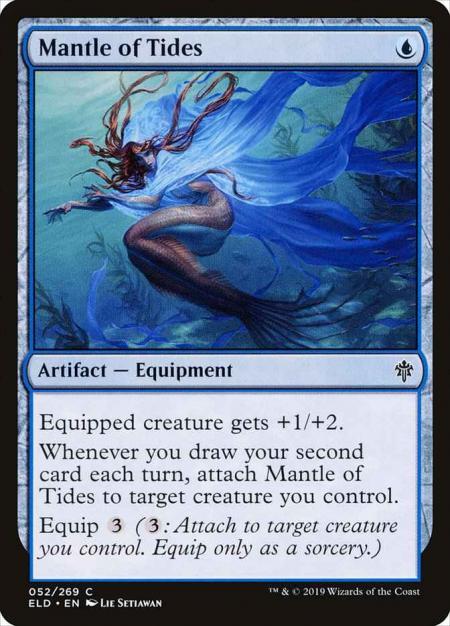 Mantle of Tides
Artifact — Equipment
Equipped creature gets +1/+2.
Whenever you draw your second
card each turn, attach Mantle of
Tides to target creature you control.
Equip 3 (3: Attach to target creature
you control. Equip only as a sorcery.)
052/269 C
ELD • EN Lie Setiawan
™ & © 2019 Wizards of the Coast